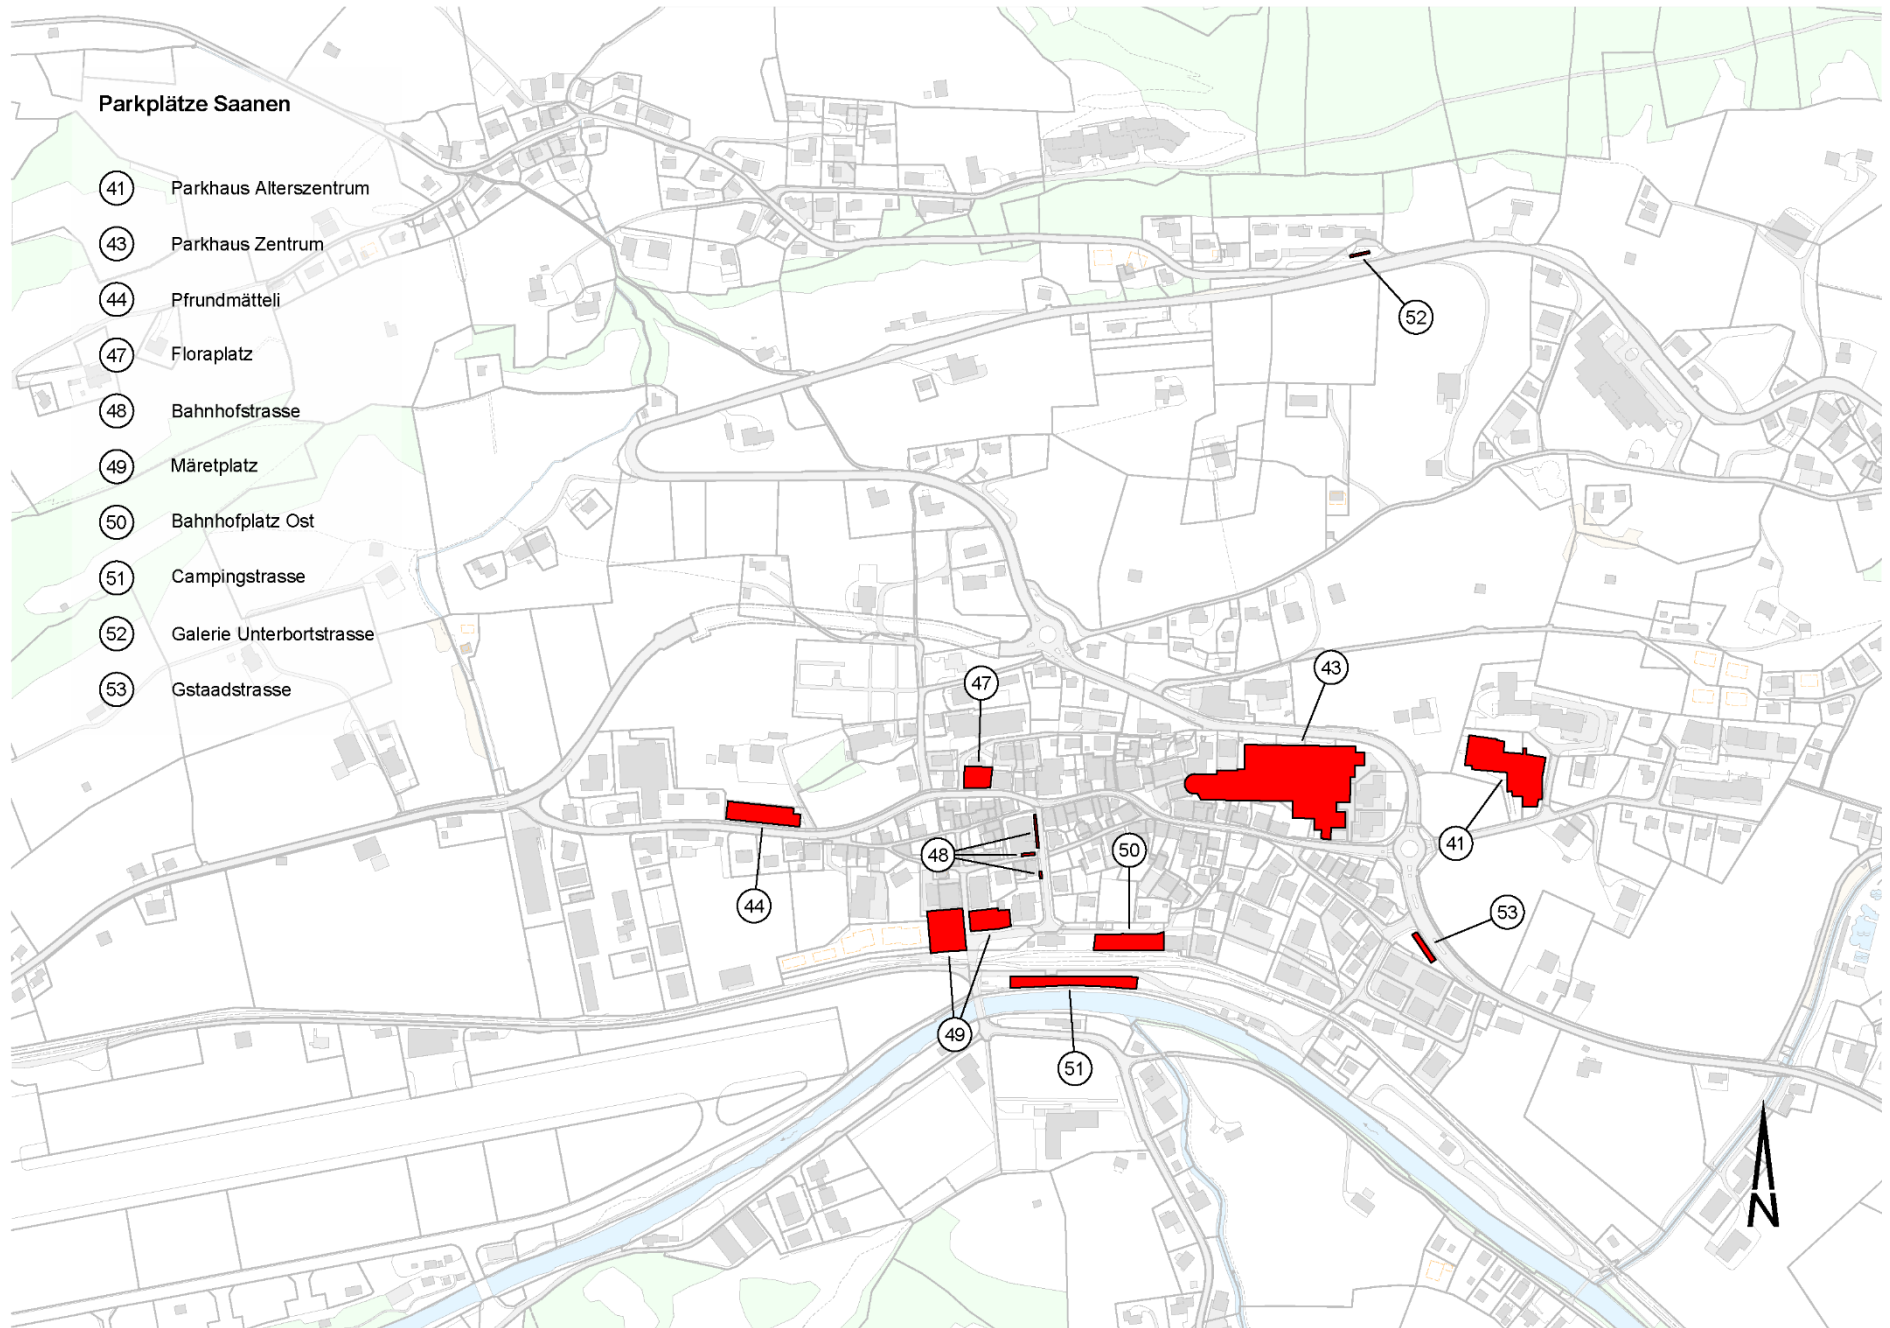 Parkplätze Saanen
41 Parkhaus Alterszentrum
43 Parkhaus Zentrum
44 Pfrundmätteli
47 Floraplatz
48 Bahnhofstrasse
49 Märetplatz
50 Bahnhofplatz Ost
51 Campingstrasse
52 Galerie Unterbortstrasse
53 Gstaadstrasse
52
43
47
41
48
50
44
53
49
51
N